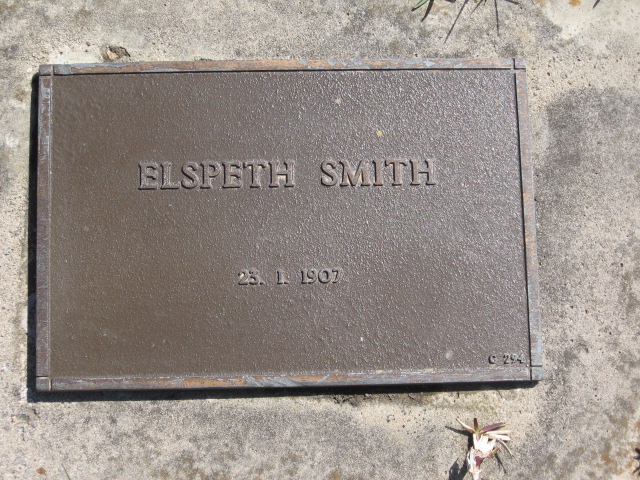 ELSPETH SMITH
23. 1. 1907
C 294